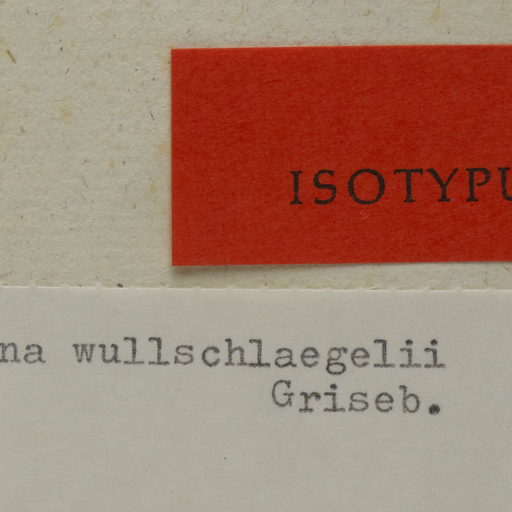 ISOTYPU
na wullschlaegelii
Griseb.